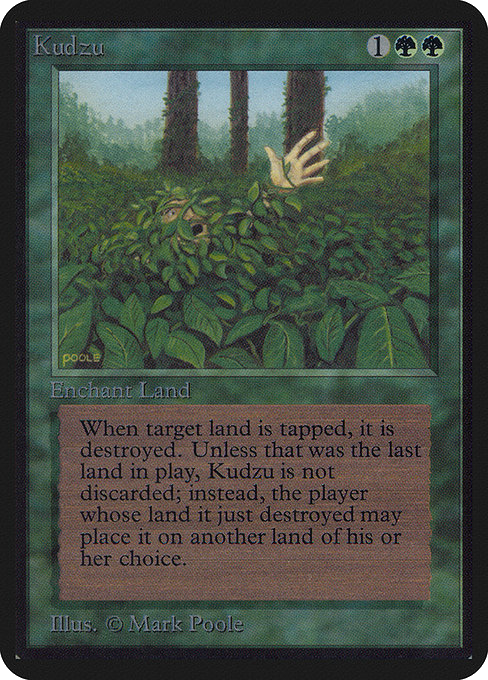 Kudzu
1
POOLE
Enchant Land
When target land is tapped, it is
destroyed. Unless that was the last
land in play, Kudzu is not
discarded; instead, the player
whose land it just destroyed may
place it on another land of his or
her choice.
Illus. © Mark Poole